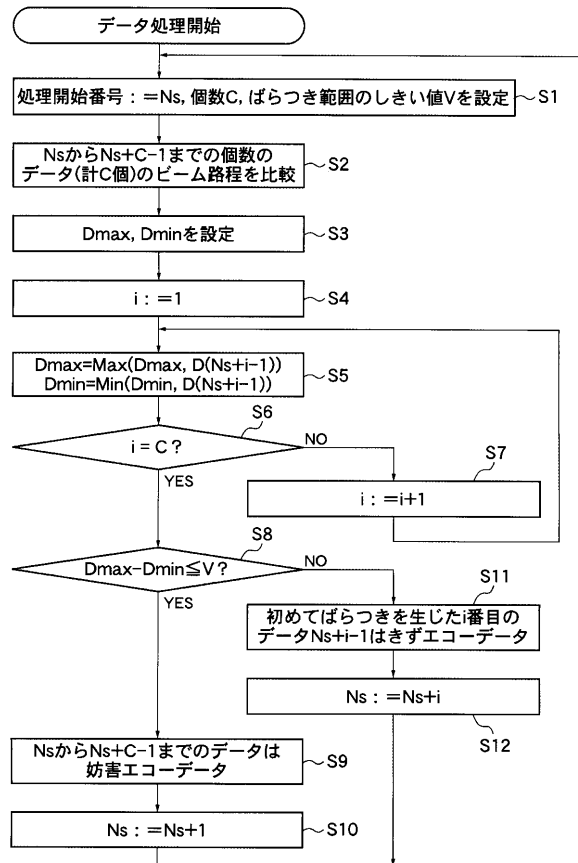 データ処理開始
処理開始番号：=Ns, 個数C, ばらつき範囲のしきい値Vを設定
S1
NsからNs+C-1までの個数の
データ(計C個)のビーム路程を比較
S2
Dmax, Dminを設定
S3
i：=1
S4
Dmax=Max(Dmax, D(Ns+i-1))
Dmin=Min(Dmin, D(Ns+i-1))
S5
S6
i=C?
NO
YES
S7
i：=i+1
S8
Dmax-Dmin≦V?
NO
YES
S11
初めてばらつきを生じたi番目の
データNs+i-1はきずエコーデータ
Ns：=Ns+i
S12
NsからNs+C-1までのデータは
妨害エコーデータ
S9
Ns：=Ns+1
S10